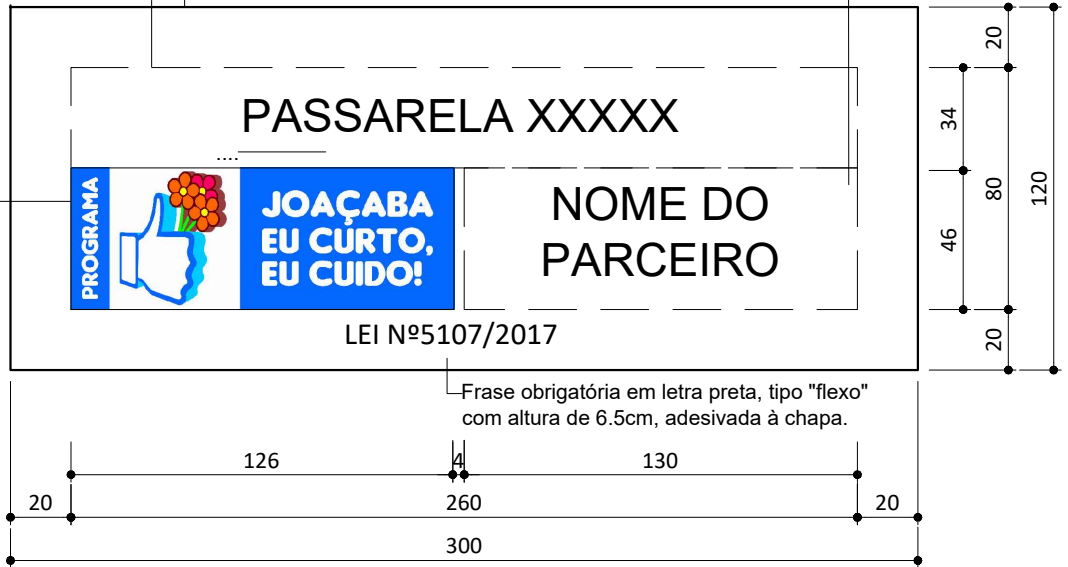 PASSARELA XXXXX
....
PROGRAMA
JOAÇABA
EU CURTO,
EU CUIDO!
NOME DO
PARCEIRO
LEI Nº5107/2017
Frase obrigatória em letra preta, tipo "flexo"
com altura de 6.5cm, adesivada à chapa.
20
34
80
120
46
20
126
4
130
20
260
20
300